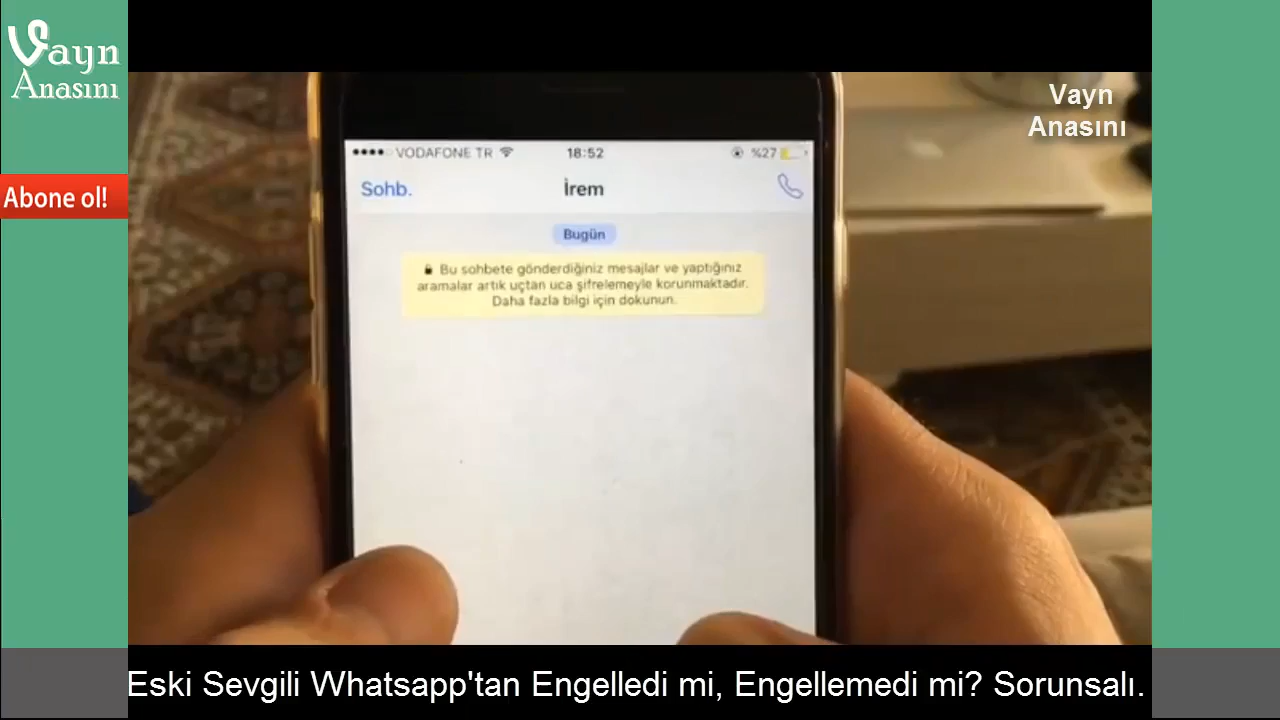 Vayn
Anasını
Abone ol!
Vayn
Anasını
VODAFONE TR
18:52
%27
Sohb.
İrem
Bugün
Bu sohbete gönderdiğiniz mesajlar ve yaptığınız
aramalar artık uçtan uca şifrelemeyle korunmaktadır.
Daha fazla bilgi için dokunun.
Eski Sevgili Whatsapp'tan Engelledi mi, Engellemedi mi? Sorunsalı.